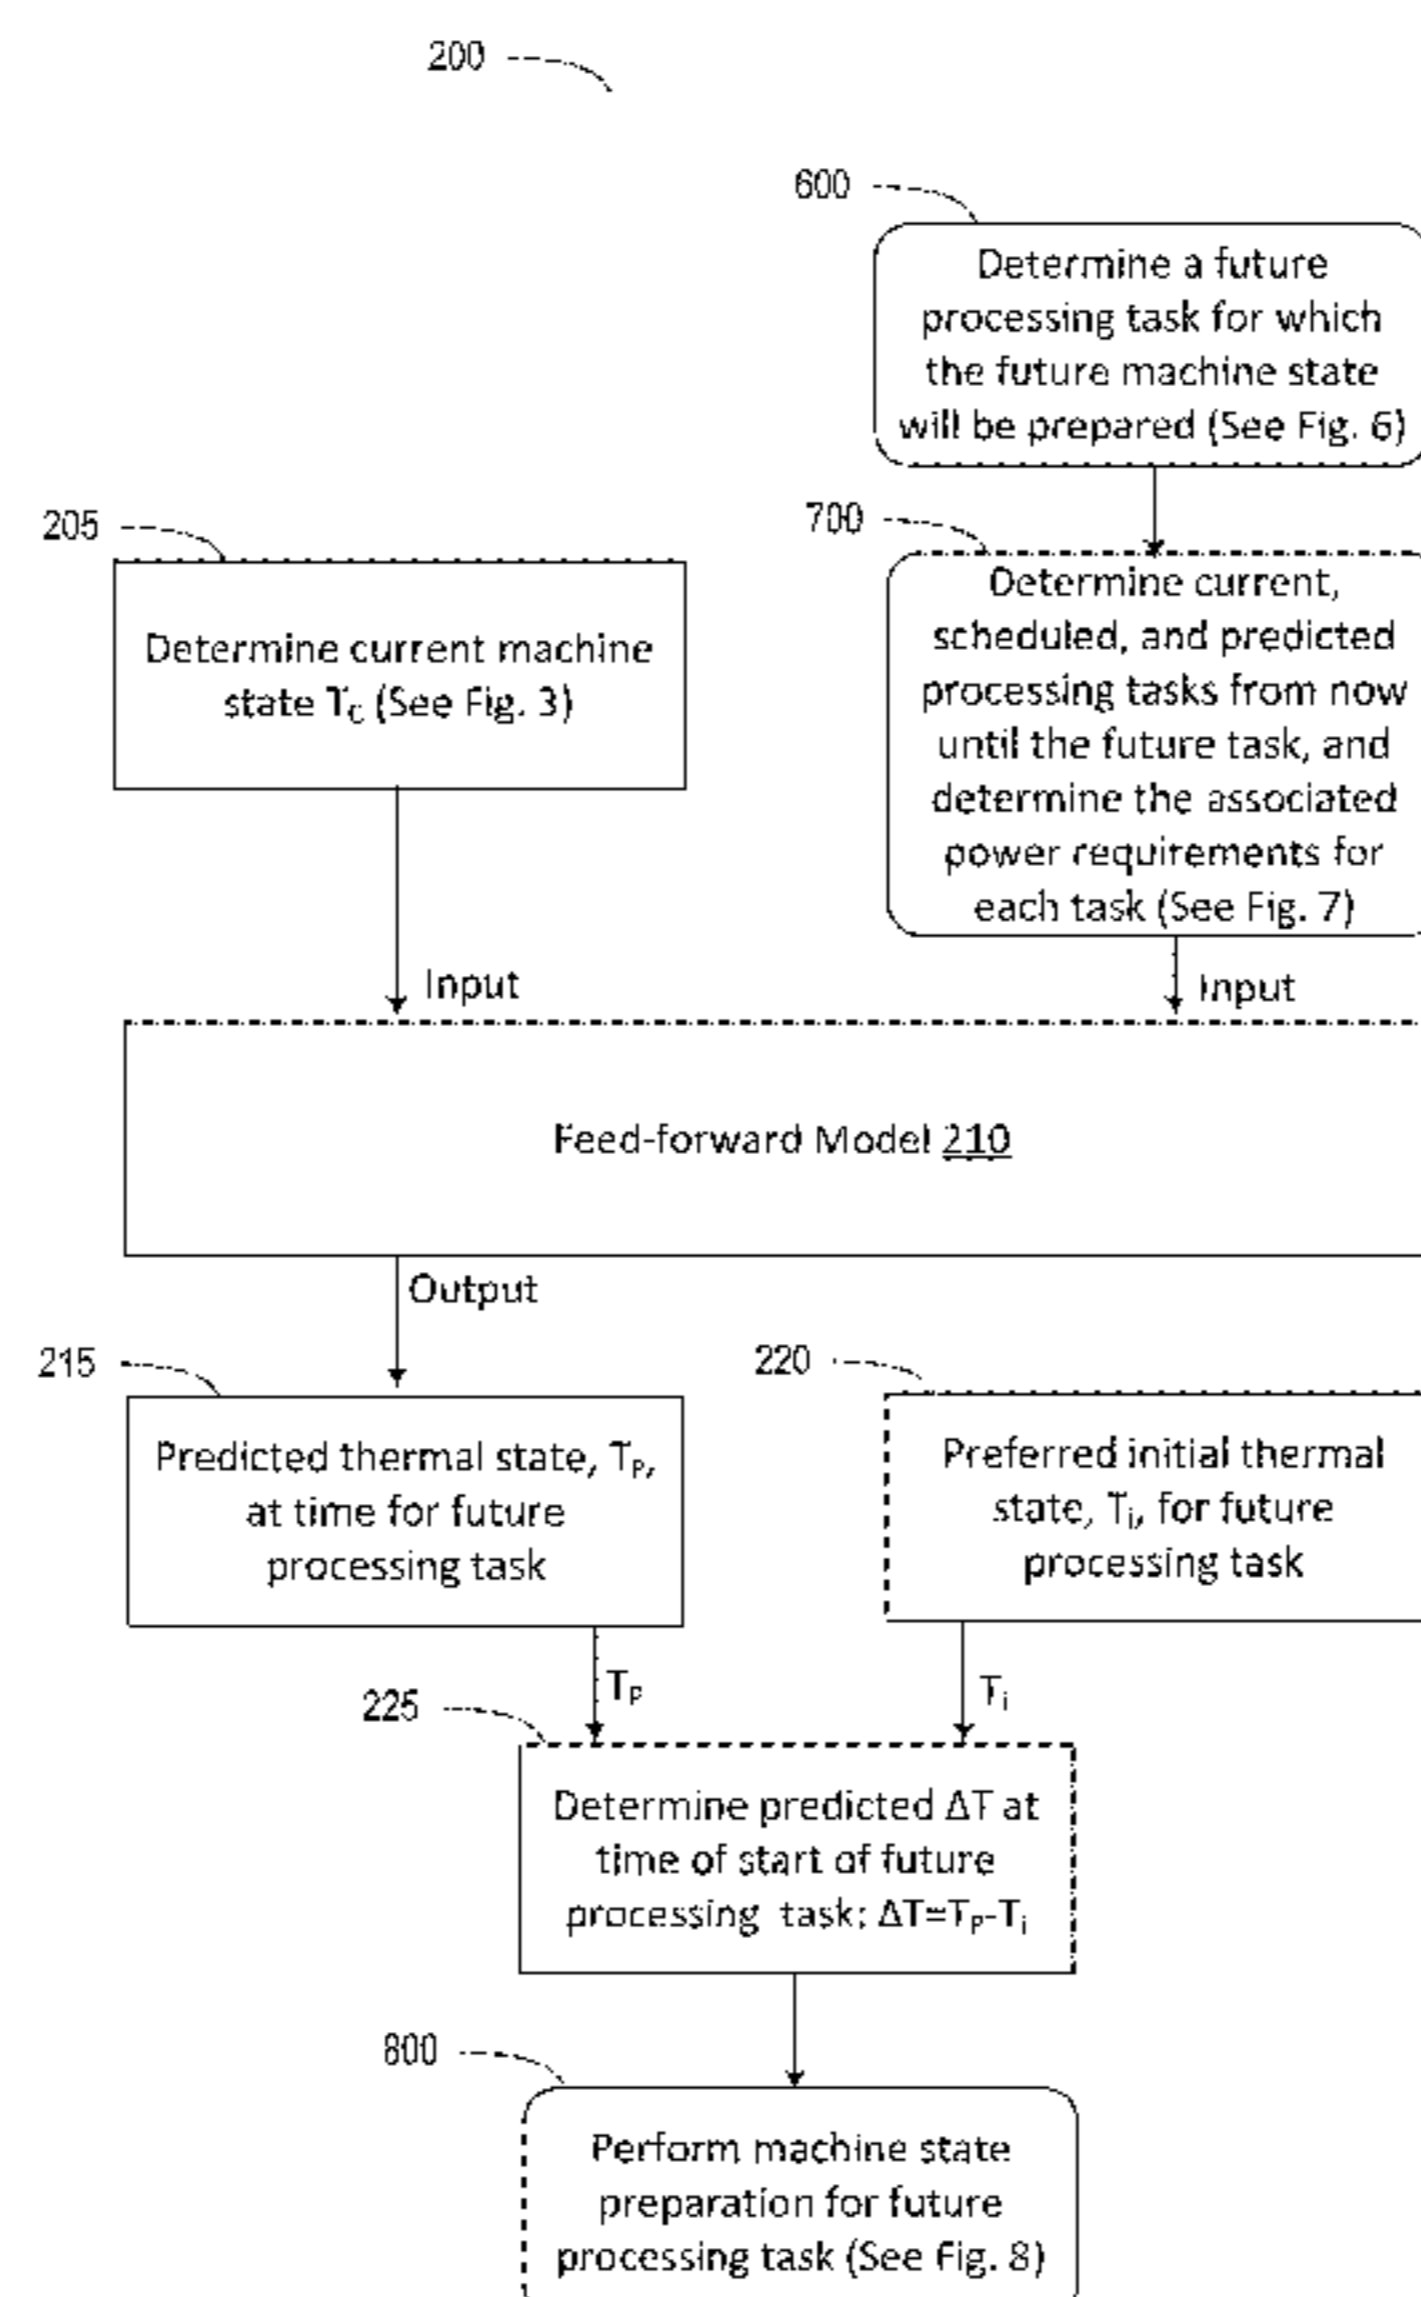 200
600
Determine a future
processing task for which
the future machine state
will be prepared (See Fig. 6)
205
Determine current machine
state T_C (See Fig. 3)
700
Determine current,
scheduled, and predicted
processing tasks from now
until the future task, and
determine the associated
power requirements for
each task (See Fig. 7)
Input
Input
Feed-forward Model 210
Output
215
Predicted thermal state, T_P,
at time for future
processing task
220
Preferred initial thermal
state, T_i, for future
processing task
T_P
T_i
225
Determine predicted ΔT at
time of start of future
processing task: ΔT=T_P-T_i
800
Perform machine state
preparation for future
processing task (See Fig. 8)